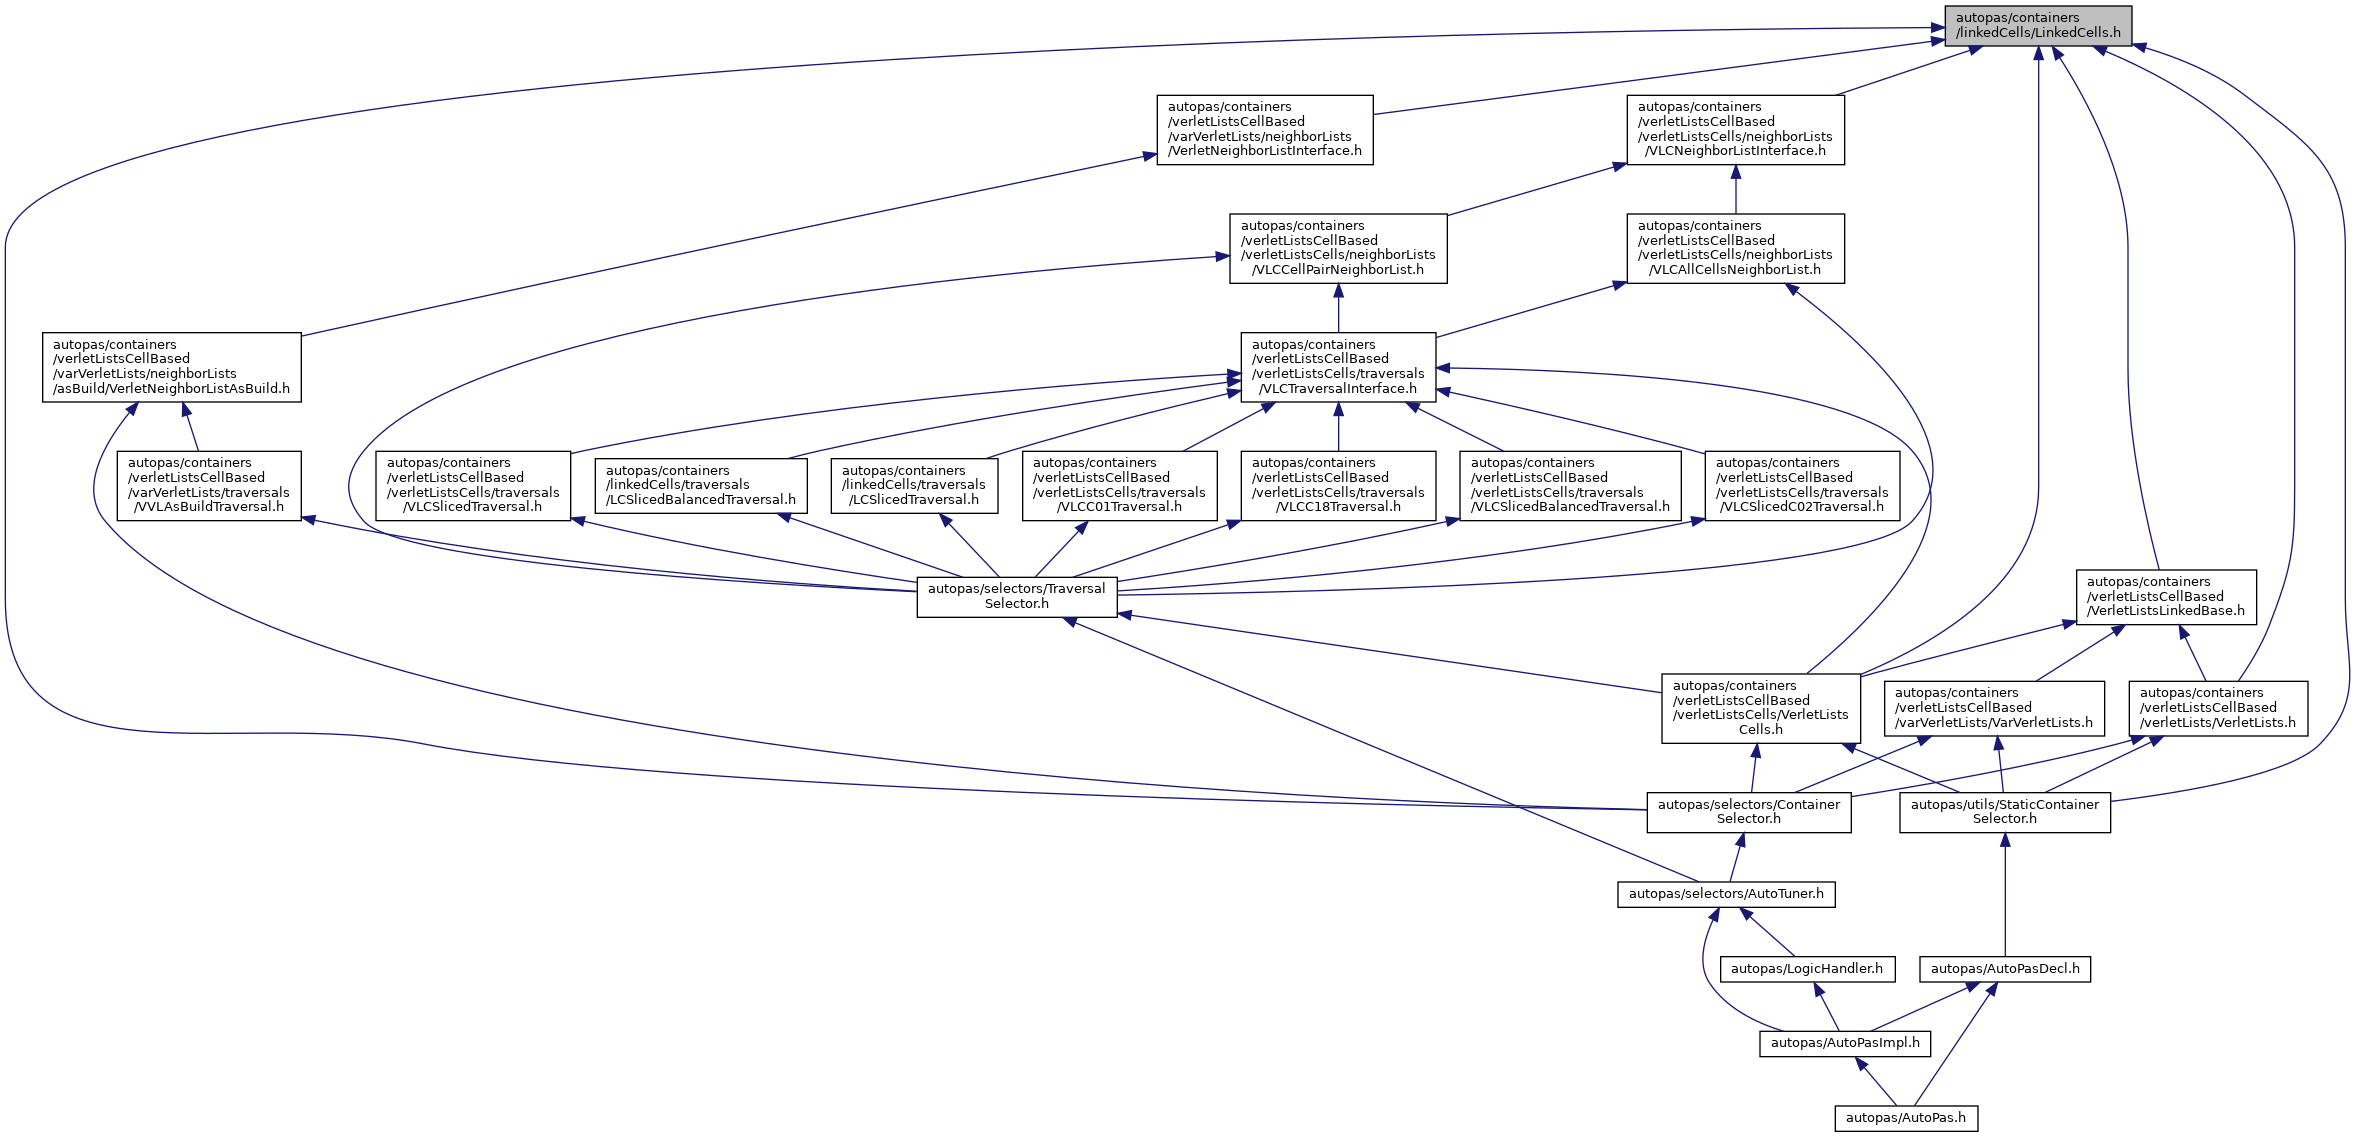 autopas/containers
/linkedCells/LinkedCells.h
autopas/containers
/verletListsCellBased
/varVerletLists/neighborLists
/VerletNeighborListInterface.h
autopas/containers
/verletListsCellBased
/verletListsCells/neighborLists
/VLCNeighborListInterface.h
autopas/containers
/verletListsCellBased
/verletListsCells/neighborLists
/VLCCellPairNeighborList.h
autopas/containers
/verletListsCellBased
/verletListsCells/neighborLists
/VLCAllCellsNeighborList.h
autopas/containers
/verletListsCellBased
/varVerletLists/neighborLists
/asBuild/VerletNeighborListAsBuild.h
autopas/containers
/verletListsCellBased
/verletListsCells/traversals
/VLCTraversalInterface.h
autopas/containers
/verletListsCellBased
/varVerletLists/traversals
/VVLAsBuildTraversal.h
autopas/containers
/verletListsCellBased
/verletListsCells/traversals
/VLCSlicedTraversal.h
autopas/containers
/linkedCells/traversals
/LCSlicedBalancedTraversal.h
autopas/containers
/linkedCells/traversals
/LCSlicedTraversal.h
autopas/containers
/verletListsCellBased
/verletListsCells/traversals
/VLCC01Traversal.h
autopas/containers
/verletListsCellBased
/verletListsCells/traversals
/VLCC18Traversal.h
autopas/containers
/verletListsCellBased
/verletListsCells/traversals
/VLCSlicedBalancedTraversal.h
autopas/containers
/verletListsCellBased
/verletListsCells/traversals
/VLCSlicedC02Traversal.h
autopas/selectors/Traversal
Selector.h
autopas/containers
/verletListsCellBased
/VerletListsLinkedBase.h
autopas/containers
/verletListsCellBased
/verletListsCells/VerletLists
Cells.h
autopas/containers
/verletListsCellBased
/varVerletLists/VarVerletLists.h
autopas/containers
/verletListsCellBased
/verletLists/VerletLists.h
autopas/selectors/Container
Selector.h
autopas/utils/StaticContainer
Selector.h
autopas/selectors/AutoTuner.h
autopas/LogicHandler.h
autopas/AutoPasDecl.h
autopas/AutoPasImpl.h
autopas/AutoPas.h